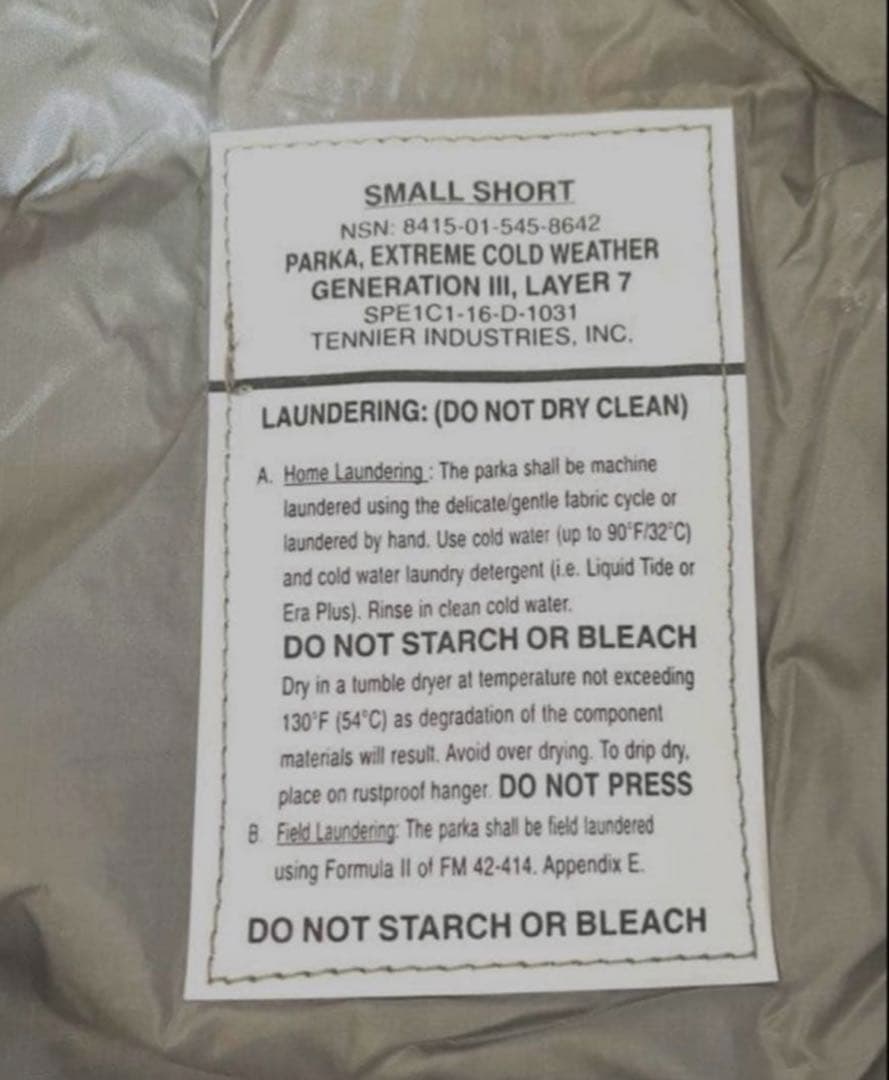 SMALL SHORT
NSN: 8415-01-545-8642
PARKA, EXTREME COLD WEATHER
GENERATION III, LAYER 7
SPE1C1-16-D-1031
TENNIER INDUSTRIES, INC.
LAUNDERING: (DO NOT DRY CLEAN)
A. Home Laundering : The parka shall be machine
laundered using the delicate/gentle fabric cycle or
laundered by hand. Use cold water (up to 90°F/32°C)
and cold water laundry detergent (i.e. Liquid Tide or
Era Plus). Rinse in clean cold water.
DO NOT STARCH OR BLEACH
Dry in a tumble dryer at temperature not exceeding
130°F (54°C) as degradation of the component
materials will result. Avoid over drying. To drip dry,
place on rustproof hanger. DO NOT PRESS
B. Field Laundering: The parka shall be field laundered
using Formula II of FM 42-414. Appendix E.
DO NOT STARCH OR BLEACH